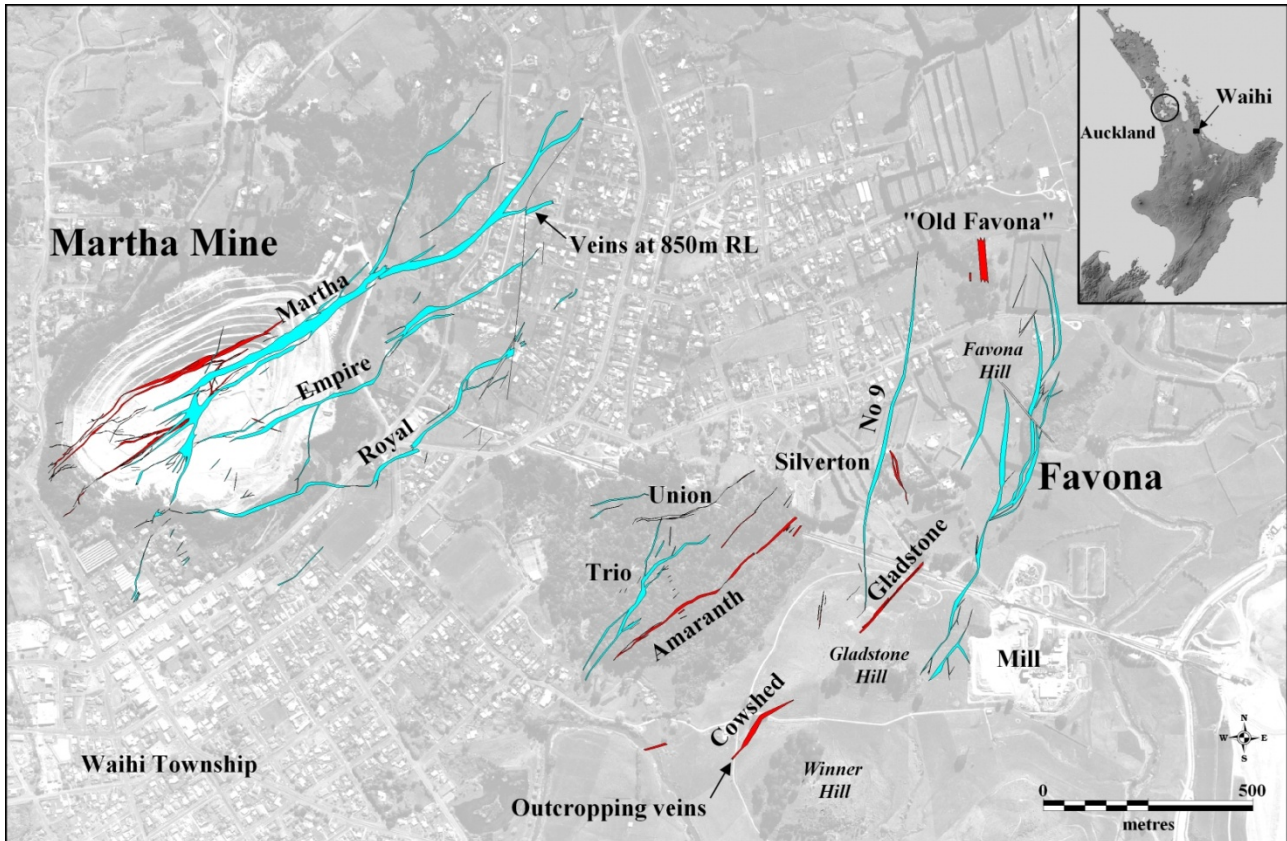 Waihi
Auckland
Martha Mine
Veins at 850m RL
"Old Favona"
Martha
Empire
Royal
Favona
Hill
No 9
Silverton
Favona
Union
Trio
Amaranth
Gladstone
Gladstone
Hill
Mill
Cowshed
Waihi Township
Outcropping veins
Winner
Hill
N
W E
S
0 500
metres